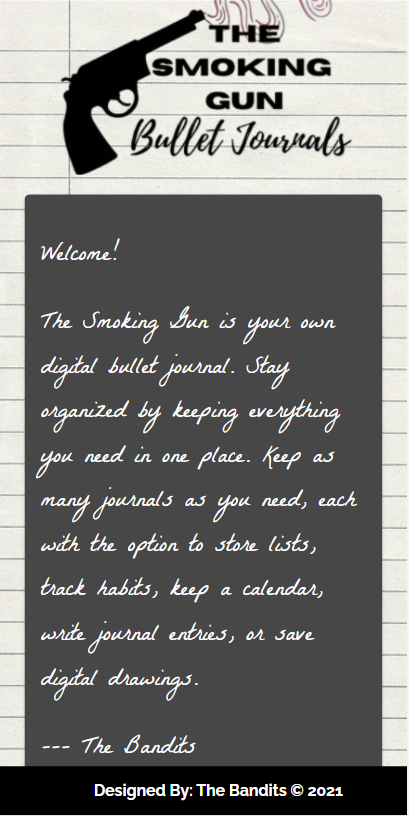 THE
SMOKING
GUN
Bullet Journals
Welcome!
The Smoking Gun is your own
digital bullet journal. Stay
organized by keeping everything
you need in one place. Keep as
many journals as you need, each
with the option to store lists,
track habits, keep a calendar,
write journal entries, or save
digital drawings.
--- The Bandits
Designed By: The Bandits © 2021